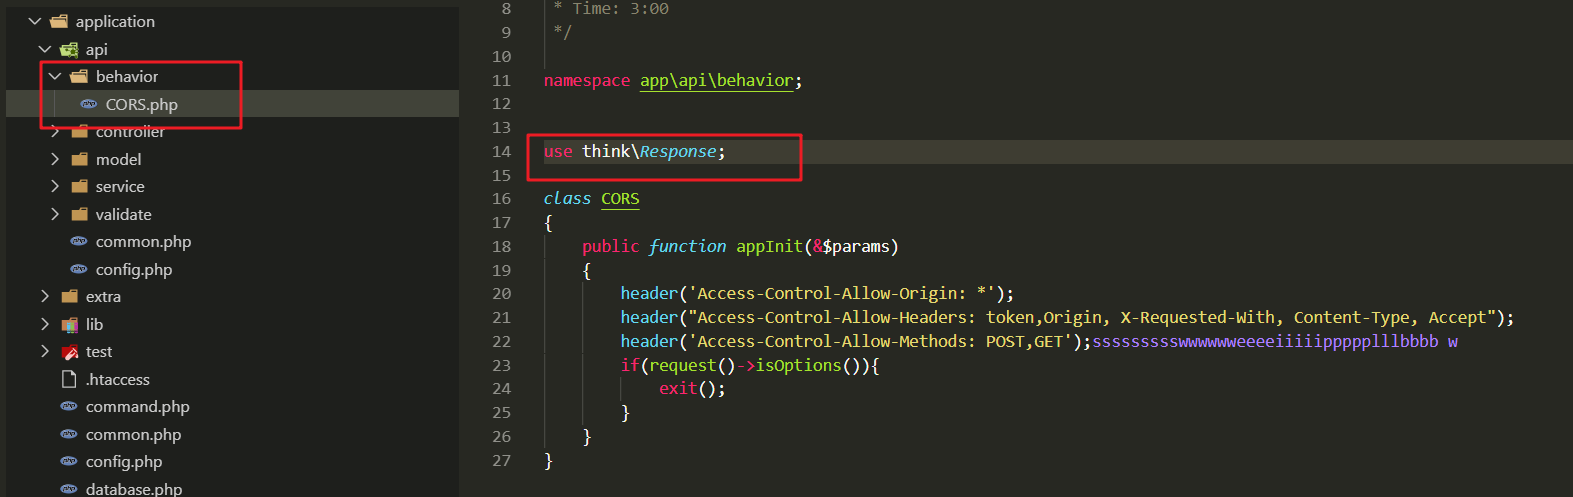 application
api
behavior
CORS.php
controller
model
service
validate
common.php
config.php
extra
lib
test
.htaccess
command.php
common.php
config.php
database.php
8 * Time: 3:00
9 */
10
11 namespace app\api\behavior;
12
13
14 use think\Response;
15
16 class CORS
17 {
18 public function appInit(&$params)
19 {
20 header('Access-Control-Allow-Origin: *');
21 header("Access-Control-Allow-Headers: token,Origin, X-Requested-With, Content-Type, Accept");
22 header('Access-Control-Allow-Methods: POST,GET');ssssssssswwwwwweeeeiiiiipppppplllbbbb w
23 if(request()->isOptions()){
24 exit();
25 }
26 }
27 }